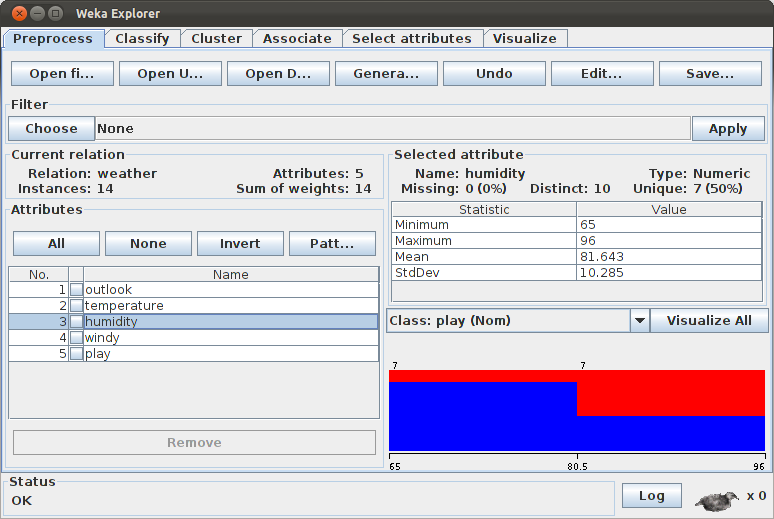 Weka Explorer
Preprocess Classify Cluster Associate Select attributes Visualize
Open fi... Open U... Open D... Genera... Undo Edit... Save...
Filter
Choose None Apply
Current relation
Relation: weather Attributes: 5
Instances: 14 Sum of weights: 14
Selected attribute
Name: humidity Type: Numeric
Missing: 0 (0%) Distinct: 10 Unique: 7 (50%)
Statistic Value
Minimum 65
Maximum 96
Mean 81.643
StdDev 10.285
Attributes
All None Invert Patt...
No. Name
1 outlook
2 temperature
3 humidity
4 windy
5 play
Remove
Class: play (Nom) Visualize All
7 7
65 80.5 96
Status
OK
Log x 0